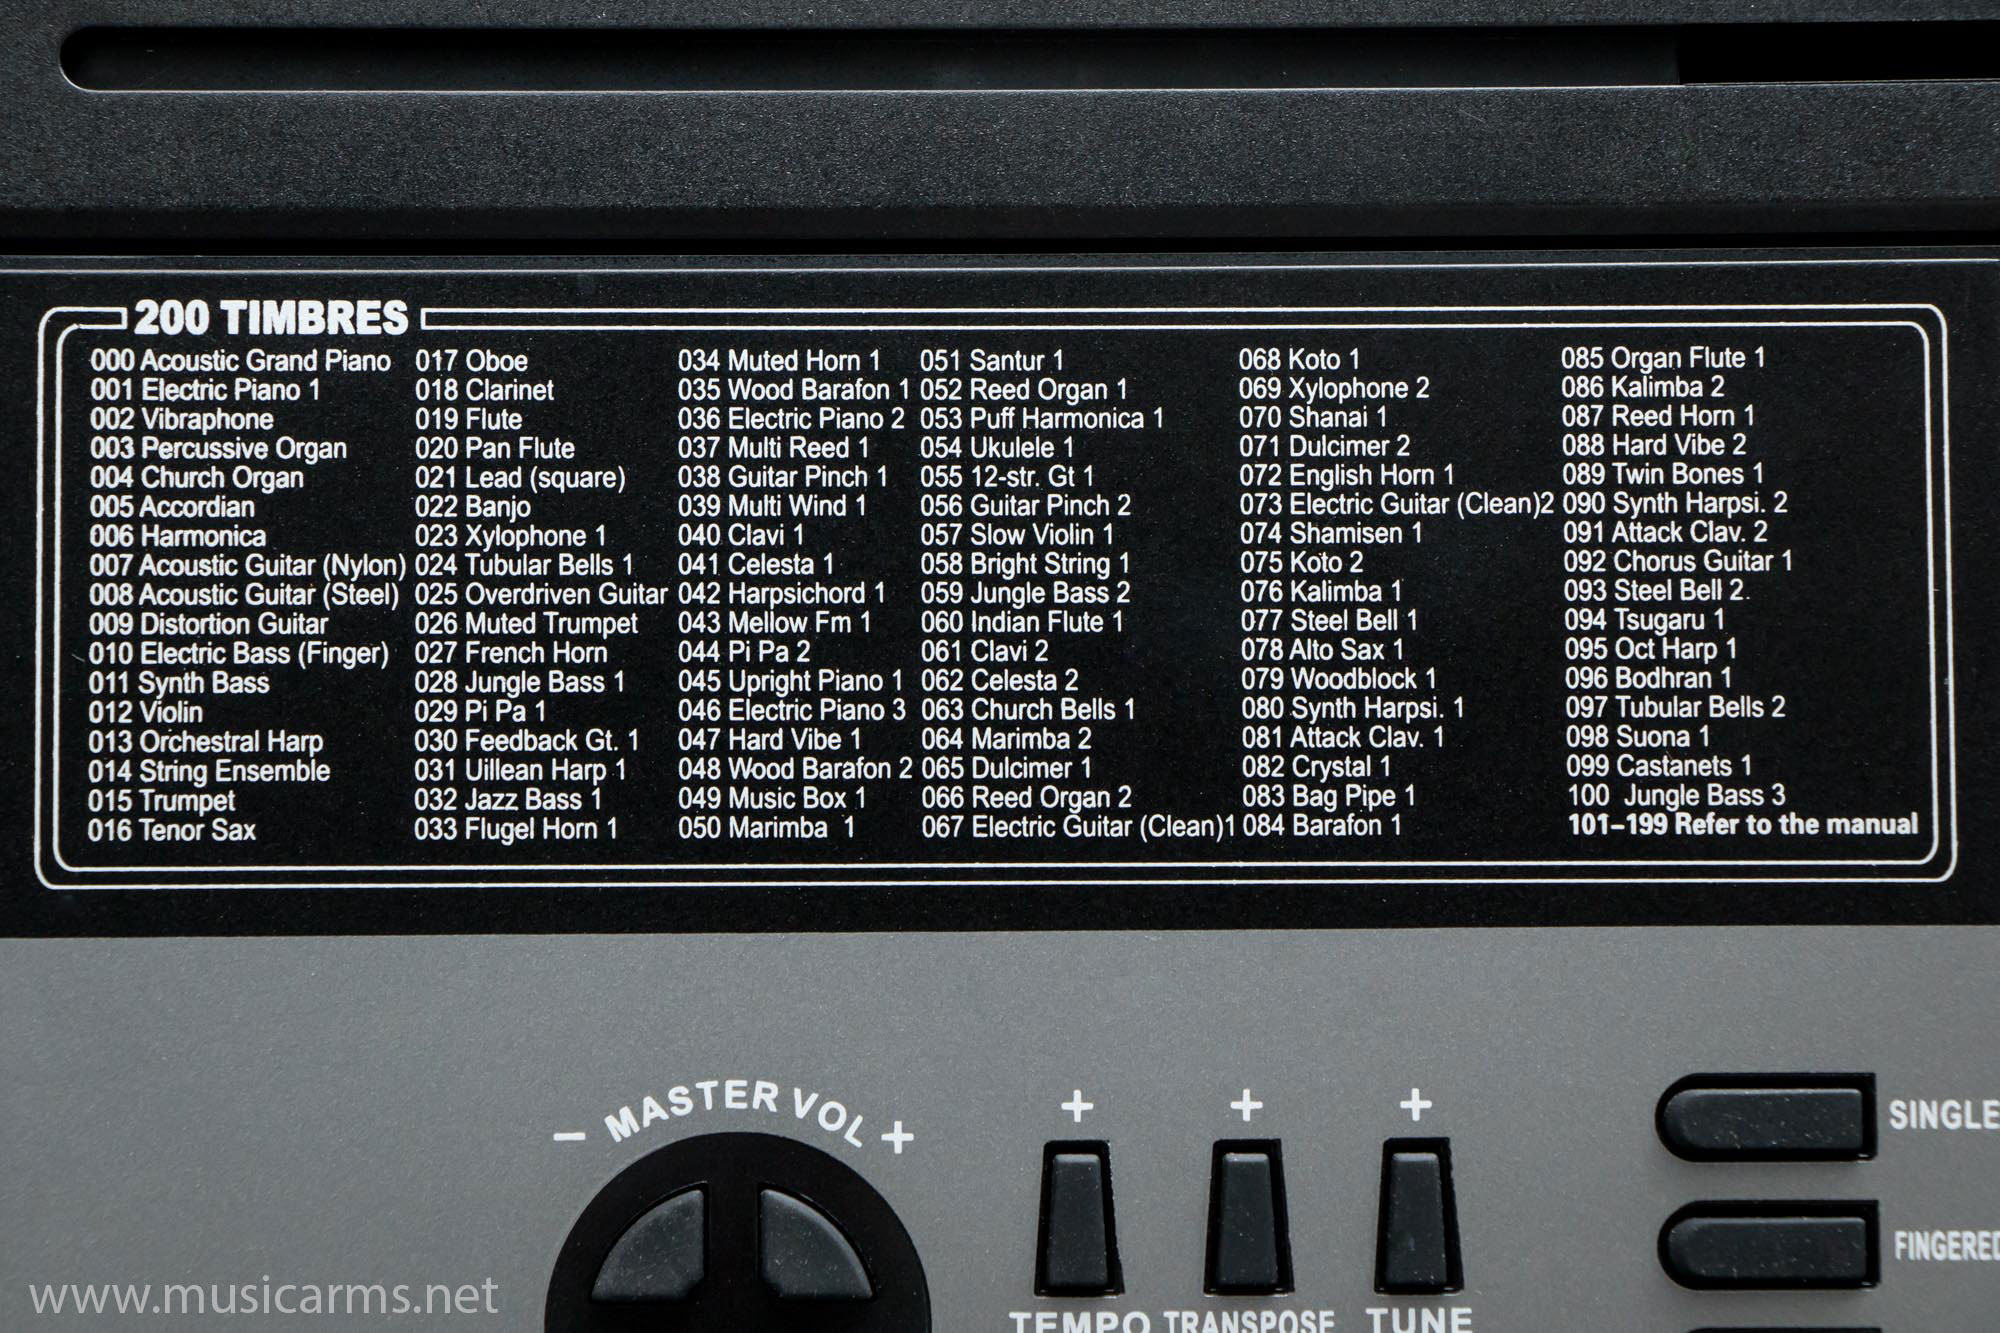 200 TIMBRES
000 Acoustic Grand Piano
001 Electric Piano 1
002 Vibraphone
003 Percussive Organ
004 Church Organ
005 Accordian
006 Harmonica
007 Acoustic Guitar (Nylon)
008 Acoustic Guitar (Steel)
009 Distortion Guitar
010 Electric Bass (Finger)
011 Synth Bass
012 Violin
013 Orchestral Harp
014 String Ensemble
015 Trumpet
016 Tenor Sax
017 Oboe
018 Clarinet
019 Flute
020 Pan Flute
021 Lead (square)
022 Banjo
023 Xylophone 1
024 Tubular Bells 1
025 Overdriven Guitar
026 Muted Trumpet
027 French Horn
028 Jungle Bass 1
029 Pi Pa 1
030 Feedback Gt. 1
031 Uillean Harp 1
032 Jazz Bass 1
033 Flugel Horn 1
034 Muted Horn 1
035 Wood Barafon 1
036 Electric Piano 2
037 Multi Reed 1
038 Guitar Pinch 1
039 Multi Wind 1
040 Clavi 1
041 Celesta 1
042 Harpsichord 1
043 Mellow Fm 1
044 Pi Pa 2
045 Upright Piano 1
046 Electric Piano 3
047 Hard Vibe 1
048 Wood Barafon 2
049 Music Box 1
050 Marimba 1
051 Santur 1
052 Reed Organ 1
053 Puff Harmonica 1
054 Ukulele 1
055 12-str. Gt 1
056 Guitar Pinch 2
057 Slow Violin 1
058 Bright String 1
059 Jungle Bass 2
060 Indian Flute 1
061 Clavi 2
062 Celesta 2
063 Church Bells 1
064 Marimba 2
065 Dulcimer 1
066 Reed Organ 2
067 Electric Guitar (Clean)1
068 Koto 1
069 Xylophone 2
070 Shanai 1
071 Dulcimer 2
072 English Horn 1
073 Electric Guitar (Clean)2
074 Shamisen 1
075 Koto 2
076 Kalimba 1
077 Steel Bell 1
078 Alto Sax 1
079 Woodblock 1
080 Synth Harpsi. 1
081 Attack Clav. 1
082 Crystal 1
083 Bag Pipe 1
084 Barafon 1
085 Organ Flute 1
086 Kalimba 2
087 Reed Horn 1
088 Hard Vibe 2
089 Twin Bones 1
090 Synth Harpsi. 2
091 Attack Clav. 2
092 Chorus Guitar 1
093 Steel Bell 2.
094 Tsugaru 1
095 Oct Harp 1
096 Bodhran 1
097 Tubular Bells 2
098 Suona 1
099 Castanets 1
100 Jungle Bass 3
101-199 Refer to the manual
- MASTER VOL +
+ + +
SINGLE
FINGERED
TEMPO TRANSPOSE TUNE
www.musicarms.net